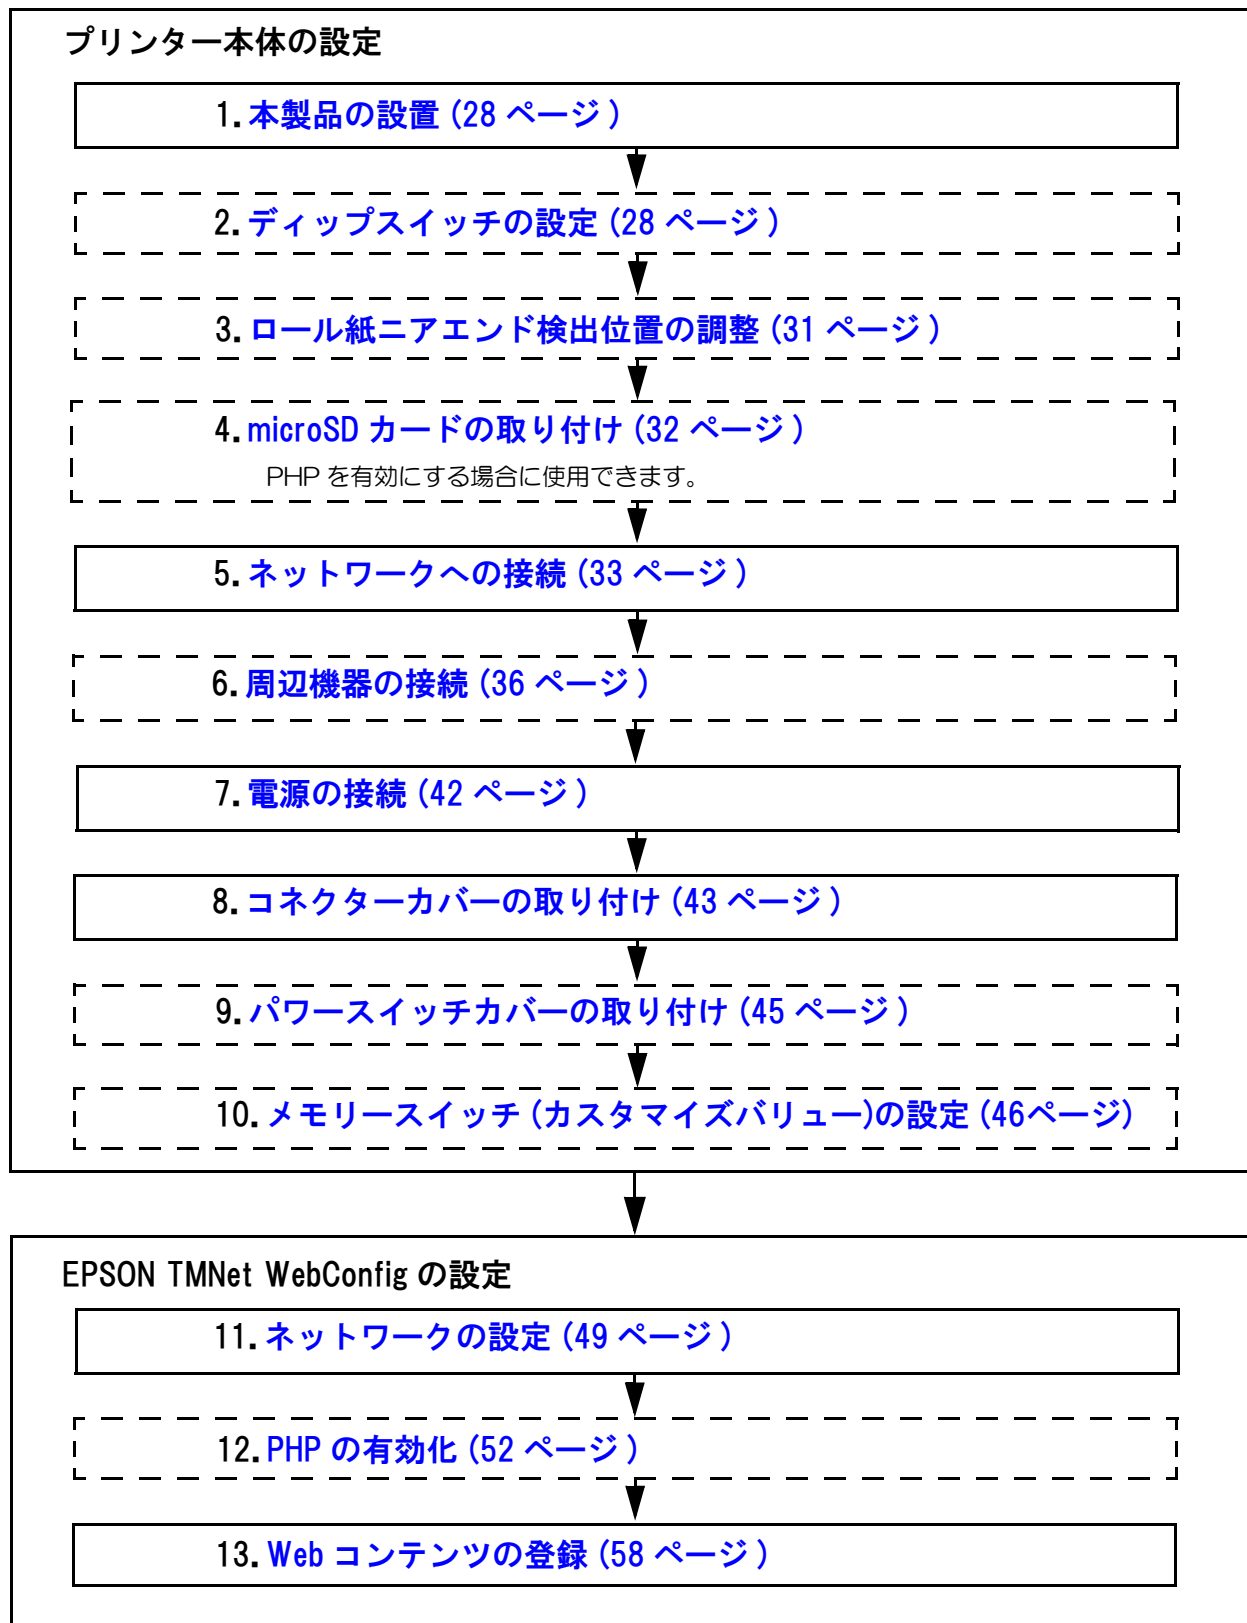 プリンター本体の設定
1. 本製品の設置 (28 ページ )
2. ディップスイッチの設定 (28 ページ )
3. ロール紙ニアエンド検出位置の調整 (31 ページ )
4. microSD カードの取り付け (32 ページ )
PHP を有効にする場合に使用できます。
5. ネットワークへの接続 (33 ページ )
6. 周辺機器の接続 (36 ページ )
7. 電源の接続 (42 ページ )
8. コネクターカバーの取り付け (43 ページ )
9. パワースイッチカバーの取り付け (45 ページ )
10. メモリースイッチ (カスタマイズバリュー)の設定 (46ページ)
EPSON TMNet WebConfig の設定
11. ネットワークの設定 (49 ページ )
12. PHP の有効化 (52 ページ )
13. Web コンテンツの登録 (58 ページ )